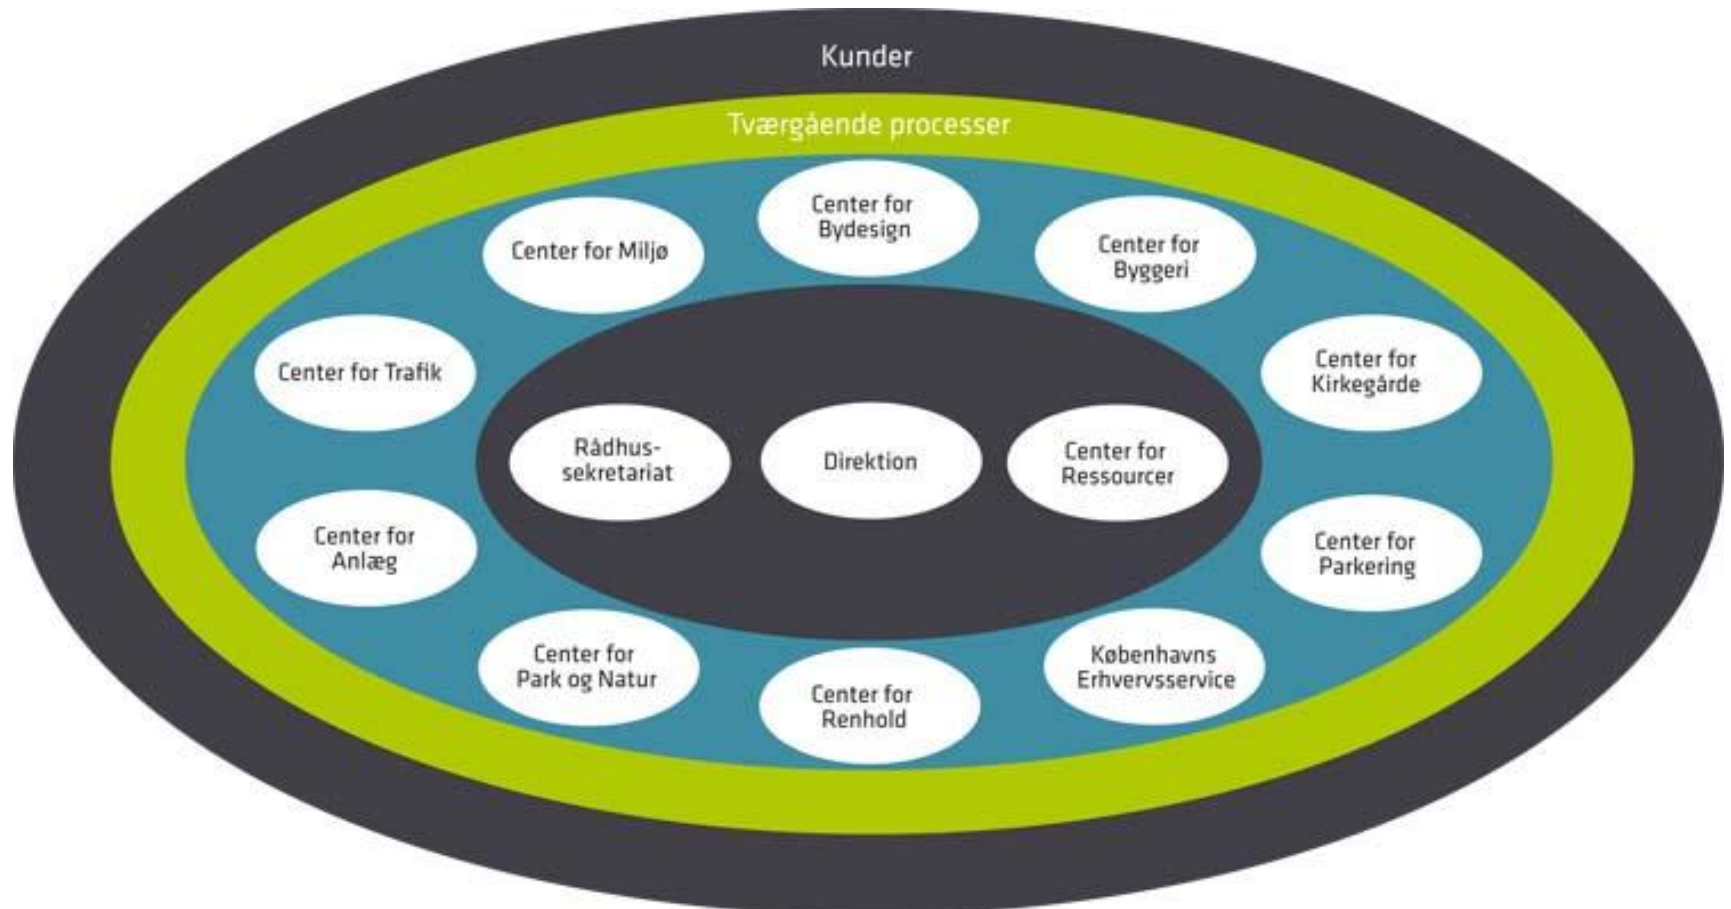 Kunder
Tværgående processer
Center for
Bydesign
Center for Miljø
Center for
Byggeri
Center for Trafik
Center for
Kirkegårde
Rådhus-
sekretariat
Direktion
Center for
Ressourcer
Center for
Anlæg
Center for
Parkering
Center for
Park og Natur
Center for
Renhold
Københavns
Erhvervsservice